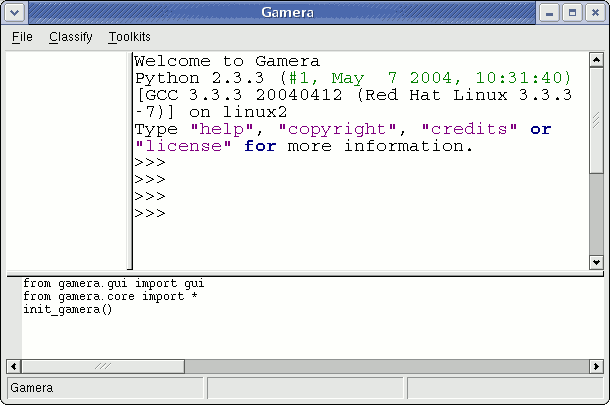 Gamera
File Classify Toolkits
Welcome to Gamera
Python 2.3.3 (#1, May  7 2004, 10:31:40)
[GCC 3.3.3 20040412 (Red Hat Linux 3.3.3
-7)] on linux2
Type "help", "copyright", "credits" or
"license" for more information.
>>>
>>>
>>>
>>>
from gamera.gui import gui
from gamera.core import *
init_gamera()
Gamera